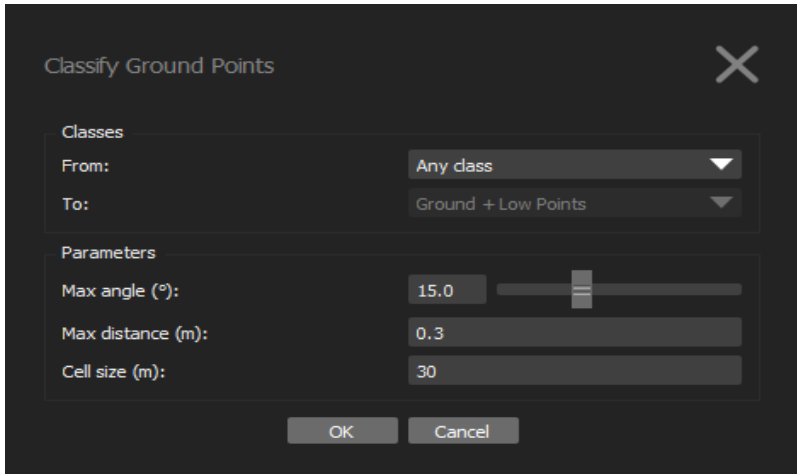 Classify Ground Points
Classes
From: Any class
To: Ground + Low Points
Parameters
Max angle (°): 15.0
Max distance (m): 0.3
Cell size (m): 30
OK Cancel